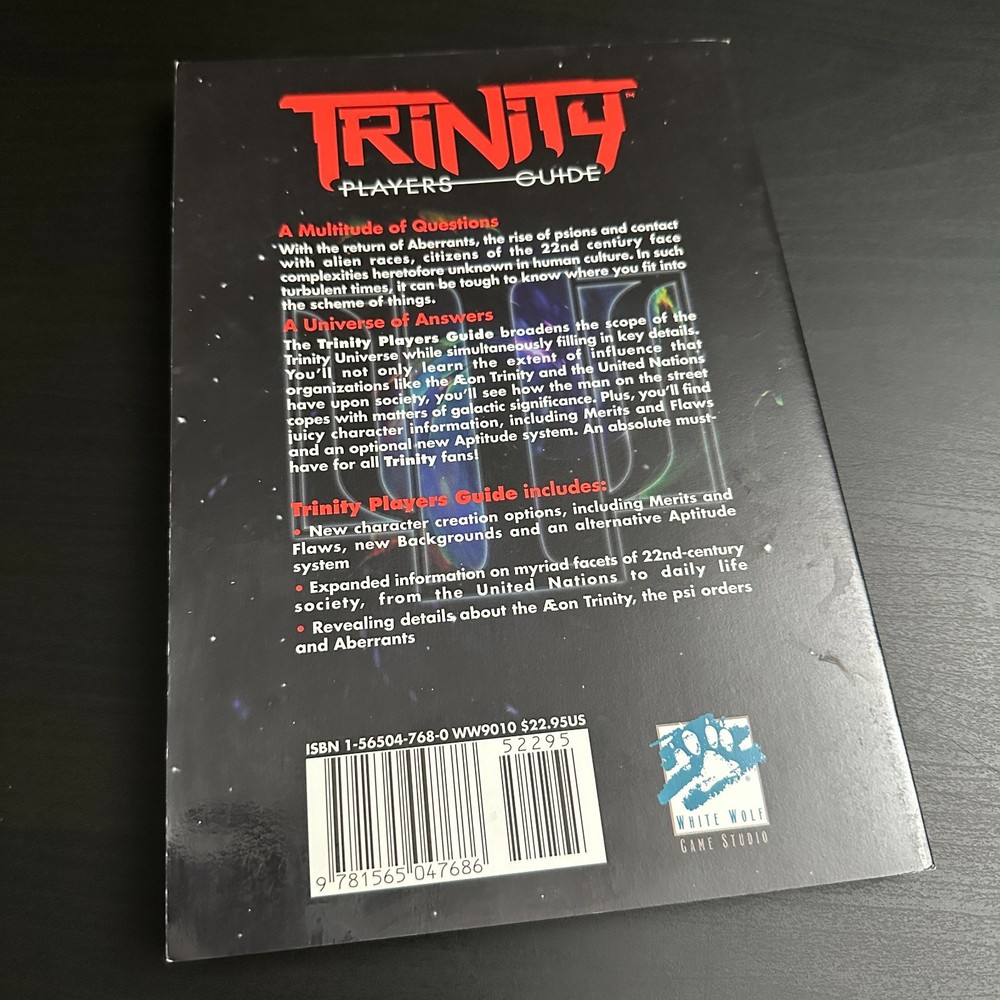 TRiNiTY™
PLAYERS GUIDE
A Multitude of Questions
With the return of Aberrants, the rise of psions and contact
with alien races, citizens of the 22nd century face
complexities heretofore unknown in human culture. In such
turbulent times, it can be tough to know where you fit into
the scheme of things.
A Universe of Answers
The Trinity Players Guide broadens the scope of the
Trinity Universe while simultaneously filling in key details.
You'll not only learn the extent of influence that
organizations like the Æon Trinity and the United Nations
have upon society, you'll see how the man on the street
copes with matters of galactic significance. Plus, you'll find
juicy character information, including Merits and Flaws
and an optional new Aptitude system. An absolute must-
have for all Trinity fans!
Trinity Players Guide includes:
• New character creation options, including Merits and
Flaws, new Backgrounds and an alternative Aptitude
system
• Expanded information on myriad facets of 22nd-century
society, from the United Nations to daily life
• Revealing details about the Æon Trinity, the psi orders
and Aberrants
ISBN 1-56504-768-0 WW9010 $22.95US
52295
9 781565 047686
WHITE WOLF
GAME STUDIO